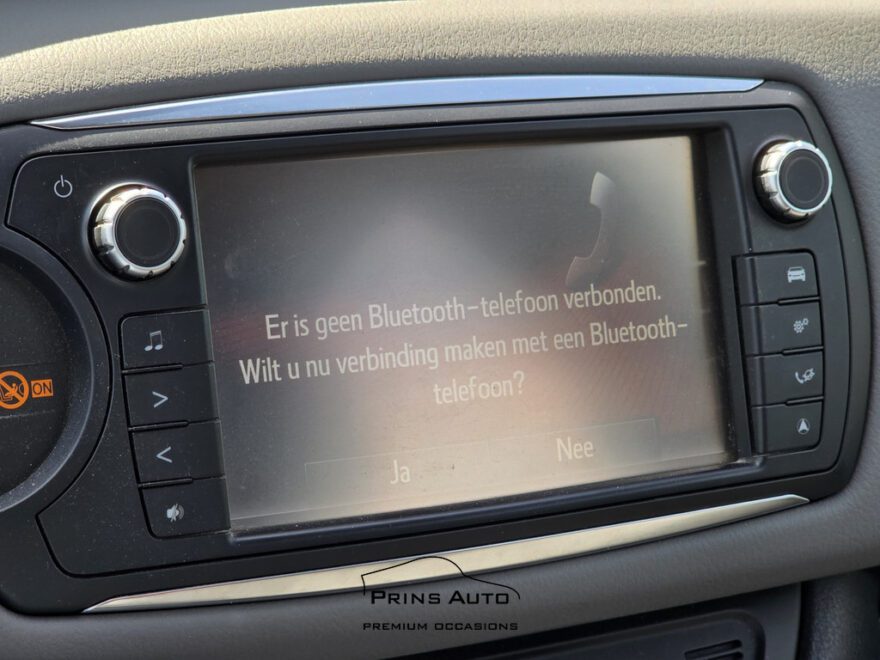 Er is geen Bluetooth-telefoon verbonden.
Wilt u nu verbinding maken met een Bluetooth-
telefoon?
Ja Nee
ON
PRINS AUTO
PREMIUM OCCASIONS